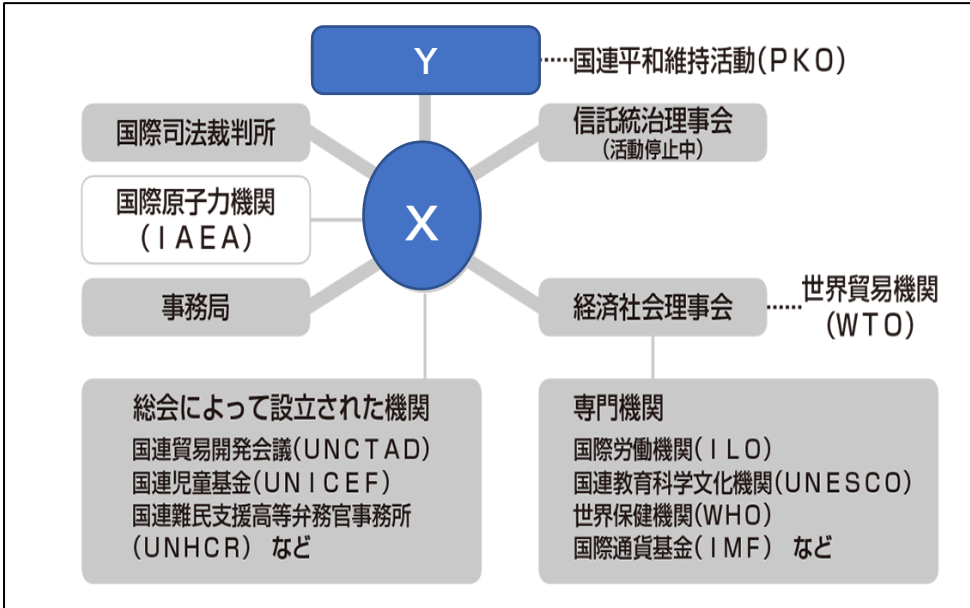 Y
……国連平和維持活動(ＰＫＯ)
国際司法裁判所
信託統治理事会
(活動停止中)
国際原子力機関
(ＩＡＥＡ)
X
事務局
経済社会理事会
……世界貿易機関
(ＷＴＯ)
総会によって設立された機関
国連貿易開発会議(ＵＮＣＴＡＤ)
国連児童基金(ＵＮＩＣＥＦ)
国連難民支援高等弁務官事務所
(ＵＮＨＣＲ) など
専門機関
国際労働機関(ＩＬＯ)
国連教育科学文化機関(ＵＮＥＳＣＯ)
世界保健機関(ＷＨＯ)
国際通貨基金(ＩＭＦ) など